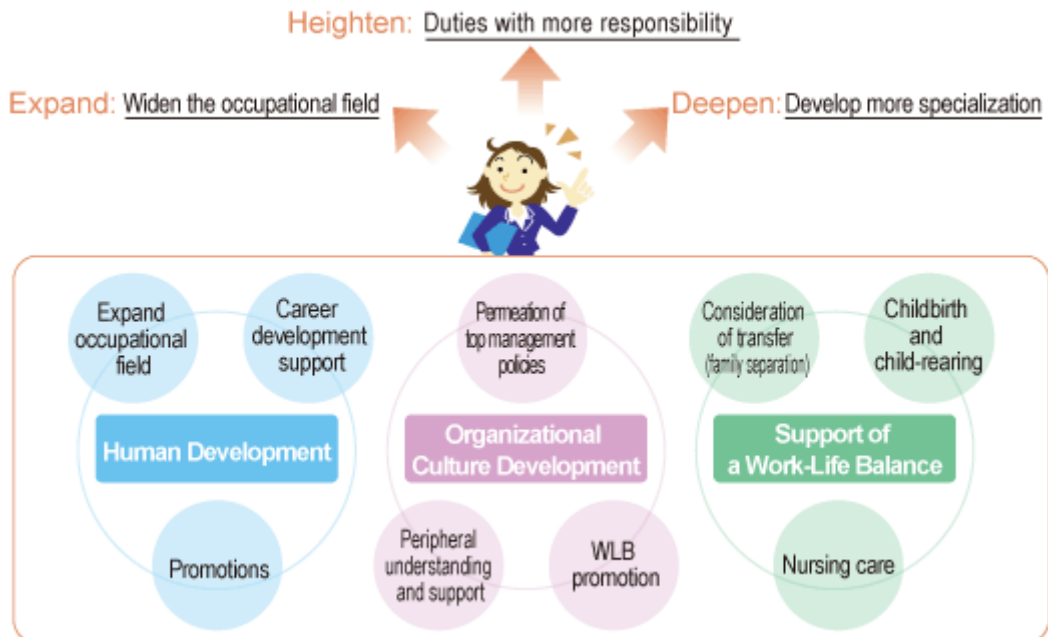 Heighten: Duties with more responsibility
Expand: Widen the occupational field
Deepen: Develop more specialization
Expand
occupational
field
Career
development
support
Human Development
Promotions
Permeation of
top management
policies
Organizational
Culture Development
Peripheral
understanding
and support
WLB
promotion
Consideration
of transfer
(family separation)
Childbirth
and
child-rearing
Support of
a Work-Life Balance
Nursing care